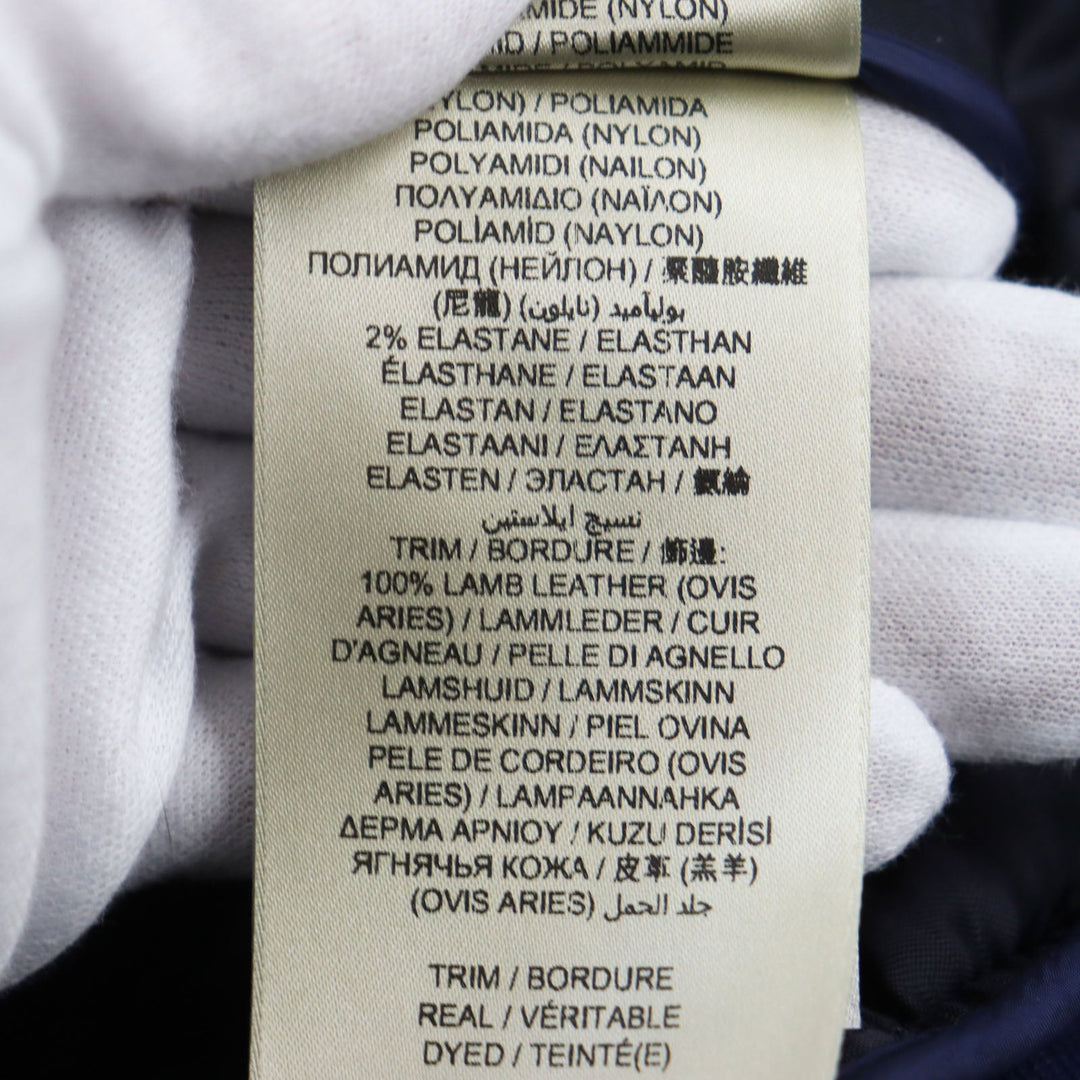 (NYLON)
/ POLIAMMIDE
/ POLIAMIDA
POLIAMIDA (NYLON)
POLYAMIDI (NAILON)
ΠΟΛΥΑΜΙΔΙΟ (ΝΑΪΛΟΝ)
POLİAMİD (NAYLON)
ПОЛИАМИД (НЕЙЛОН) / 聚醯胺纖維
(尼龍) بوليآميد (نايلون)
2% ELASTANE / ELASTHAN
ÉLASTHANE / ELASTAAN
ELASTAN / ELASTANO
ELASTAANI / ΕΛΑΣΤΑΝΗ
ELASTEN / ЭЛАСТАН / 氨綸
نسيج ايلاستين
TRIM / BORDURE / 飾邊:
100% LAMB LEATHER (OVIS
ARIES) / LAMMLEDER / CUIR
D'AGNEAU / PELLE DI AGNELLO
LAMSHUID / LAMMSKINN
LAMMESKINN / PIEL OVINA
PELE DE CORDEIRO (OVIS
ARIES) / LAMPAANNAHKA
ΔΕΡΜΑ ΑΡΝΙΟΥ / KUZU DERİSİ
ЯГНЯЧЬЯ КОЖА / 皮革 (羔羊)
(OVIS ARIES) جلد الحمل
TRIM / BORDURE
REAL / VÉRITABLE
DYED / TEINTÉ(E)